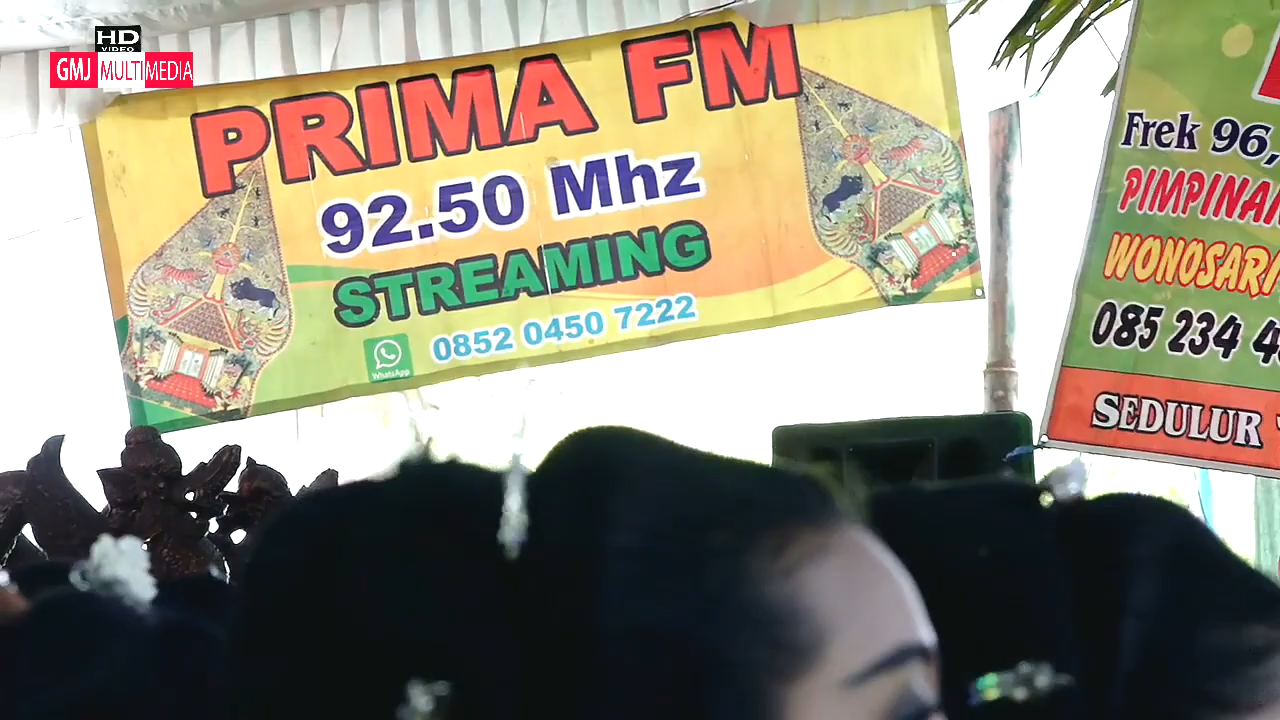 HD
VIDEO
GMJ MULTIMEDIA
PRIMA FM
92.50 Mhz
STREAMING
WhatsApp
0852 0450 7222
Frek 96,
WONOSARI
085 234
SEDULUR